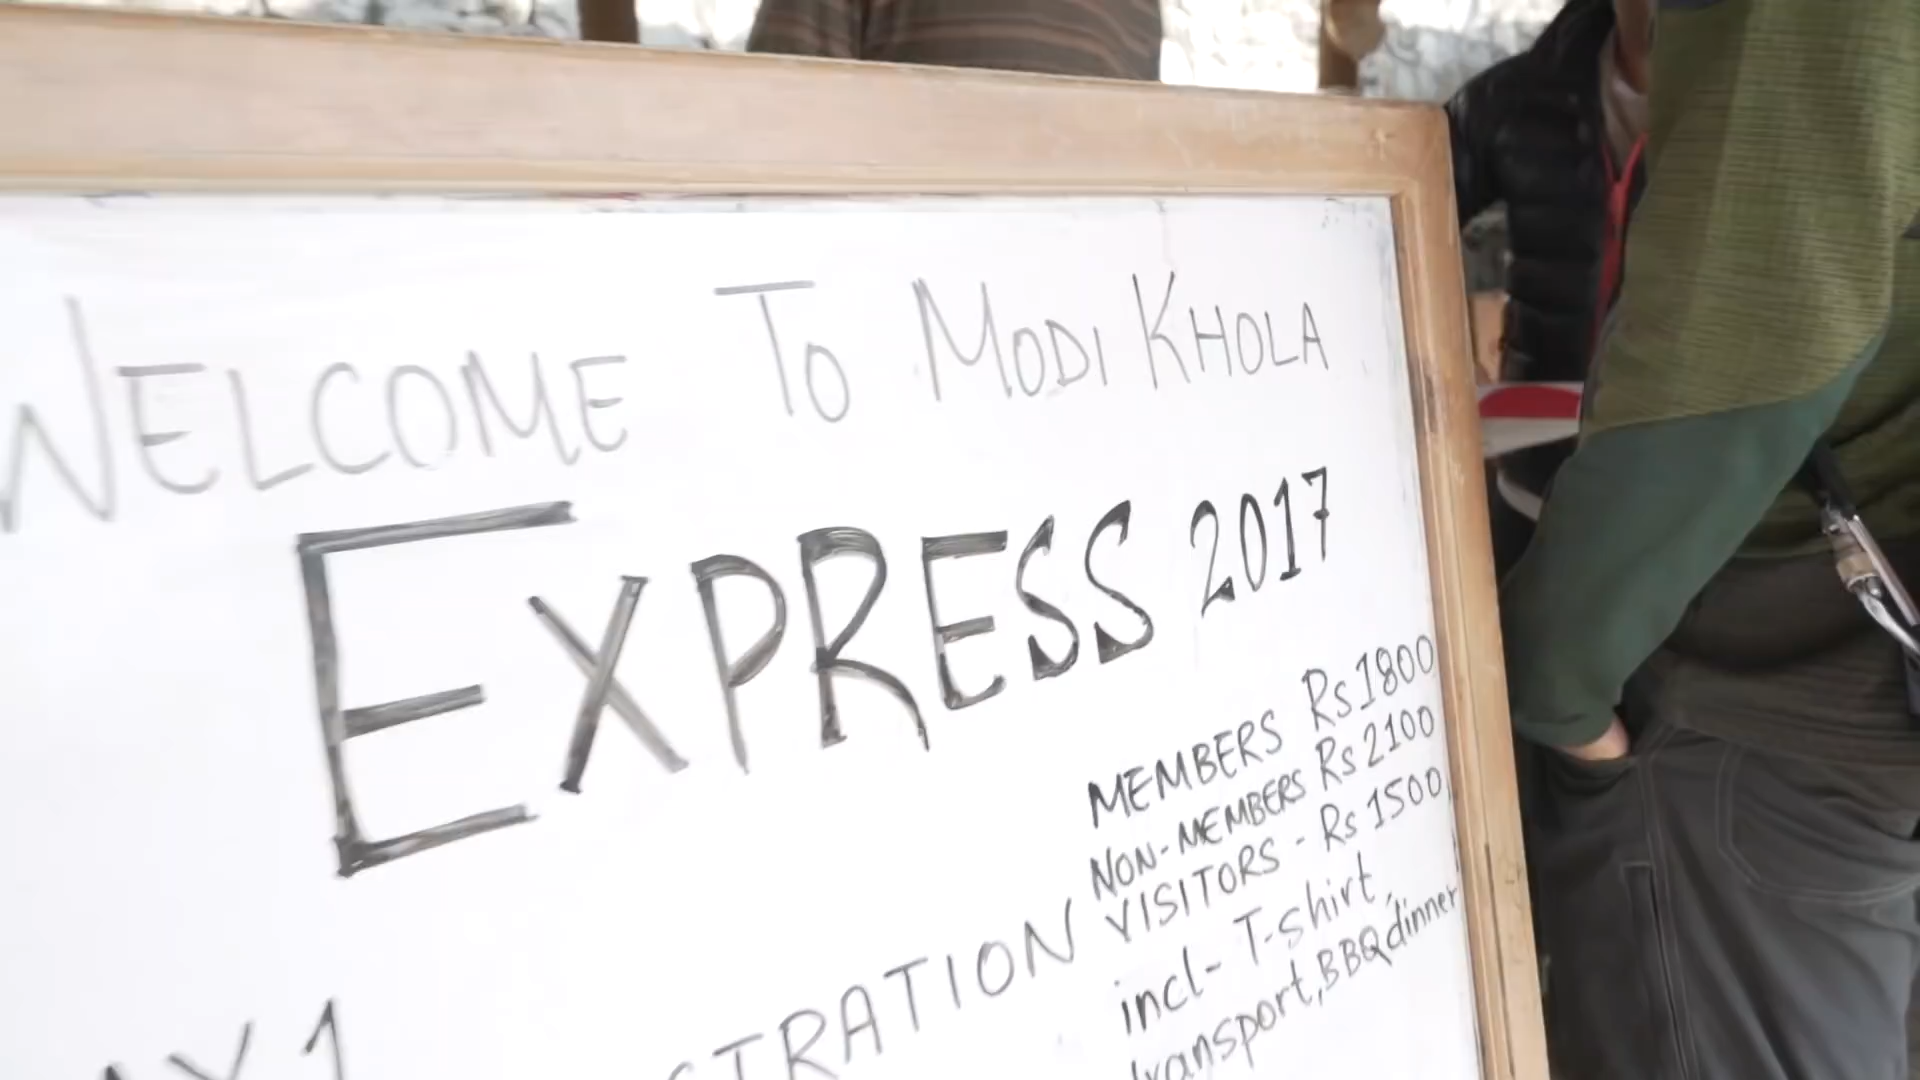 WELCOME TO MODI KHOLA
EXPRESS 2017
MEMBERS Rs 1800
NON-MEMBERS Rs 2100
VISITORS - Rs 1500
incl- T-shirt,
transport, BBQ dinner